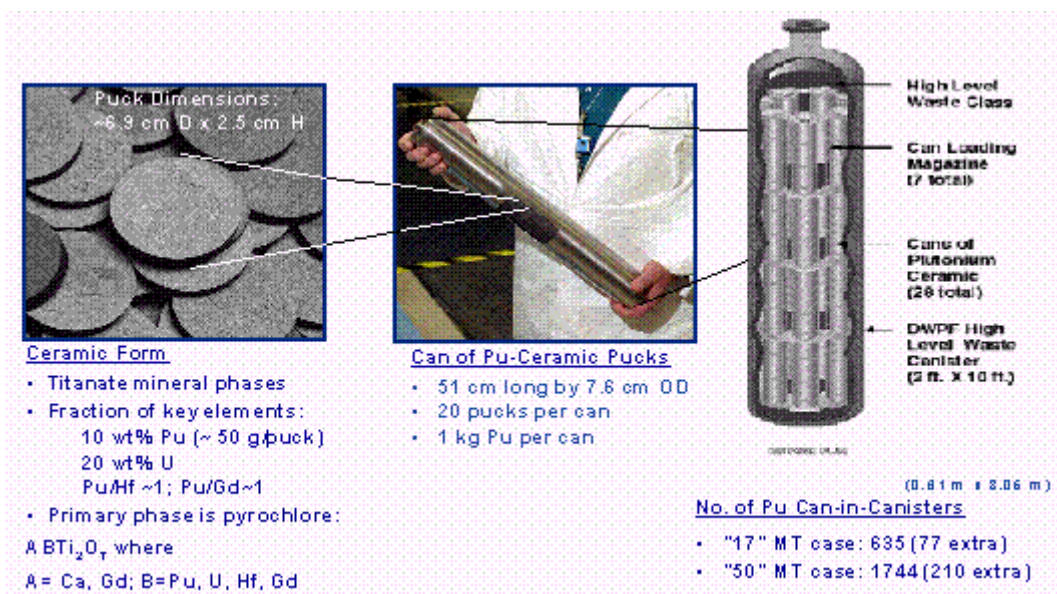 Puck Dimensions:
~6.9 cm D x 2.5 cm H
Ceramic Form
• Titanate mineral phases
• Fraction of key elements:
10 wt% Pu (~ 50 g/puck)
20 wt% U
Pu/Hf ~1; Pu/Gd~1
• Primary phase is pyrochlore:
ABTi₂O₇ where
A= Ca, Gd; B=Pu, U, Hf, Gd
Can of Pu-Ceramic Pucks
• 51 cm long by 7.6 cm OD
• 20 pucks per can
• 1 kg Pu per can
High Level
Waste Glass
Can Loading
Magazine
(7 total)
Cans of
Plutonium
Ceramic
(28 total)
DWPF High
Level Waste
Canister
(2 ft. X 10 ft.)
(0.61 m x 3.06 m)
No. of Pu Can-in-Canisters
• "17" MT case: 635 (77 extra)
• "50" MT case: 1744 (210 extra)